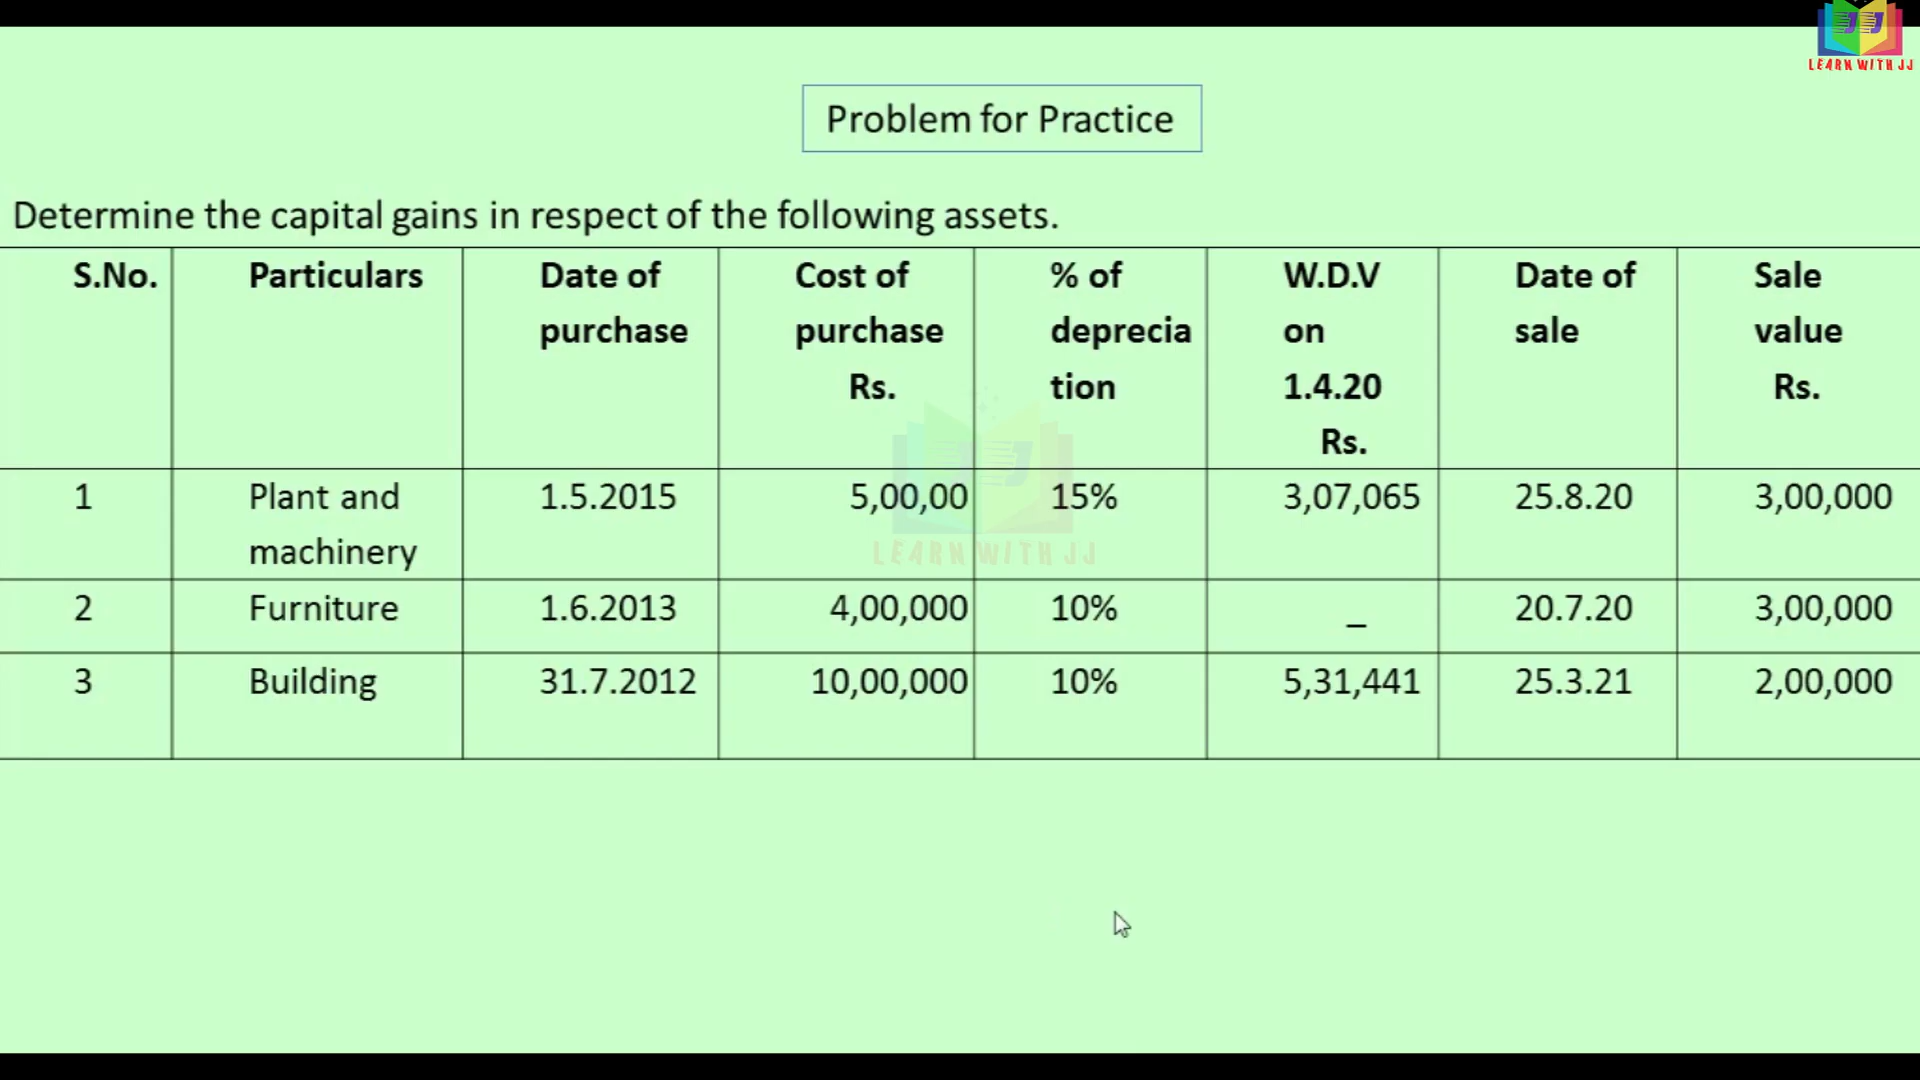 LEARN WITH JJ
Problem for Practice
Determine the capital gains in respect of the following assets.
S.No. Particulars Date of purchase Cost of purchase Rs. % of deprecia tion W.D.V on 1.4.20 Rs. Date of sale Sale value Rs.
1 Plant and machinery 1.5.2015 5,00,00 15% 3,07,065 25.8.20 3,00,000
2 Furniture 1.6.2013 4,00,000 10% _ 20.7.20 3,00,000
3 Building 31.7.2012 10,00,000 10% 5,31,441 25.3.21 2,00,000
LEARN WITH JJ